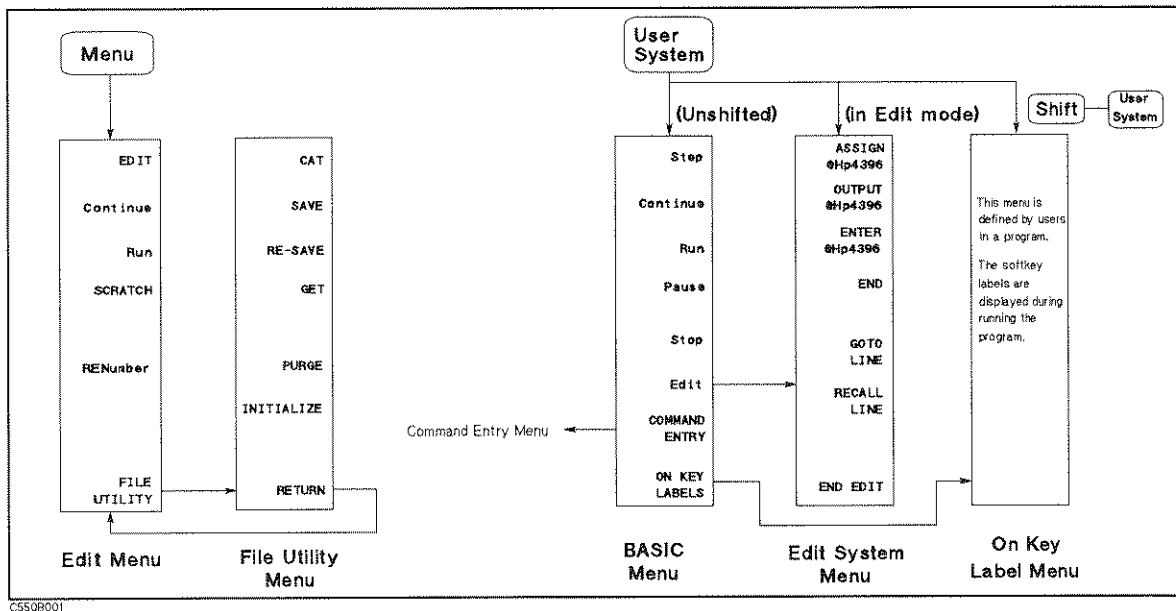 Menu
EDIT
Continue
Run
SCRATCH
RENumber
FILE
UTILITY
Edit Menu
CAT
SAVE
RE-SAVE
GET
PURGE
INITIALIZE
RETURN
File Utility
Menu
User
System
(Unshifted)
(in Edit mode)
Shift
User
System
Step
Continue
Run
Pause
Stop
Edit
COMMAND
ENTRY
ON KEY
LABELS
Command Entry Menu
BASIC
Menu
ASSIGN
@Hp4396
OUTPUT
@Hp4396
ENTER
@Hp4396
END
GOTO
LINE
RECALL
LINE
END EDIT
Edit System
Menu
This menu is
defined by users
in a program.
The softkey
labels are
displayed during
running the
program.
On Key
Label Menu
C550B001